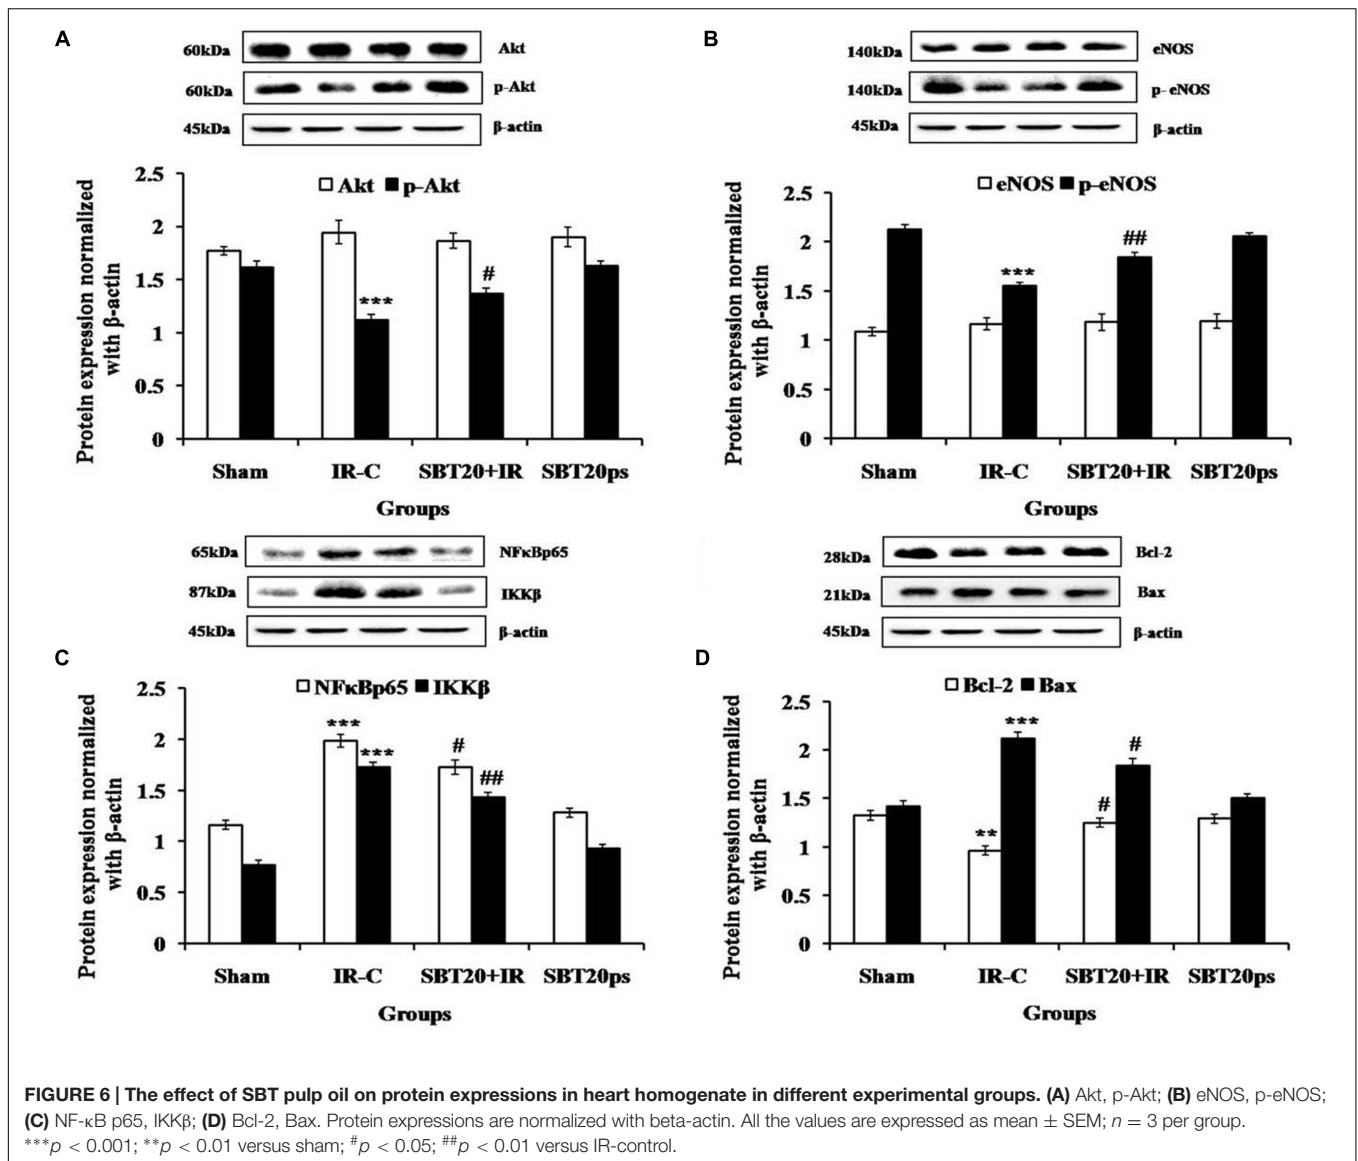 A
60kDa Akt
60kDa p-Akt
45kDa β-actin
Akt p-Akt
Protein expression normalized
with β-actin
2.5
2
1.5
1
0.5
0
***
#
Sham IR-C SBT20+IR SBT20ps
Groups
B
140kDa eNOS
140kDa p-eNOS
45kDa β-actin
eNOS p-eNOS
Protein expression normalized
with β-actin
2.5
2
1.5
1
0.5
0
***
##
Sham IR-C SBT20+IR SBT20ps
Groups
65kDa NFκBp65
87kDa IKKβ
45kDa β-actin
C
NFκBp65 IKKβ
Protein expression normalized
with β-actin
2.5
2
1.5
1
0.5
0
***
***
#
##
Sham IR-C SBT20+IR SBT20ps
Groups
28kDa Bcl-2
21kDa Bax
45kDa β-actin
D
Bcl-2 Bax
Protein expression normalized
with β-actin
2.5
2
1.5
1
0.5
0
**
***
#
#
Sham IR-C SBT20+IR SBT20ps
Groups
FIGURE 6 | The effect of SBT pulp oil on protein expressions in heart homogenate in different experimental groups. (A) Akt, p-Akt; (B) eNOS, p-eNOS;
(C) NF-κB p65, IKKβ; (D) Bcl-2, Bax. Protein expressions are normalized with beta-actin. All the values are expressed as mean ± SEM; n = 3 per group.
***p < 0.001; **p < 0.01 versus sham; #p < 0.05; ##p < 0.01 versus IR-control.